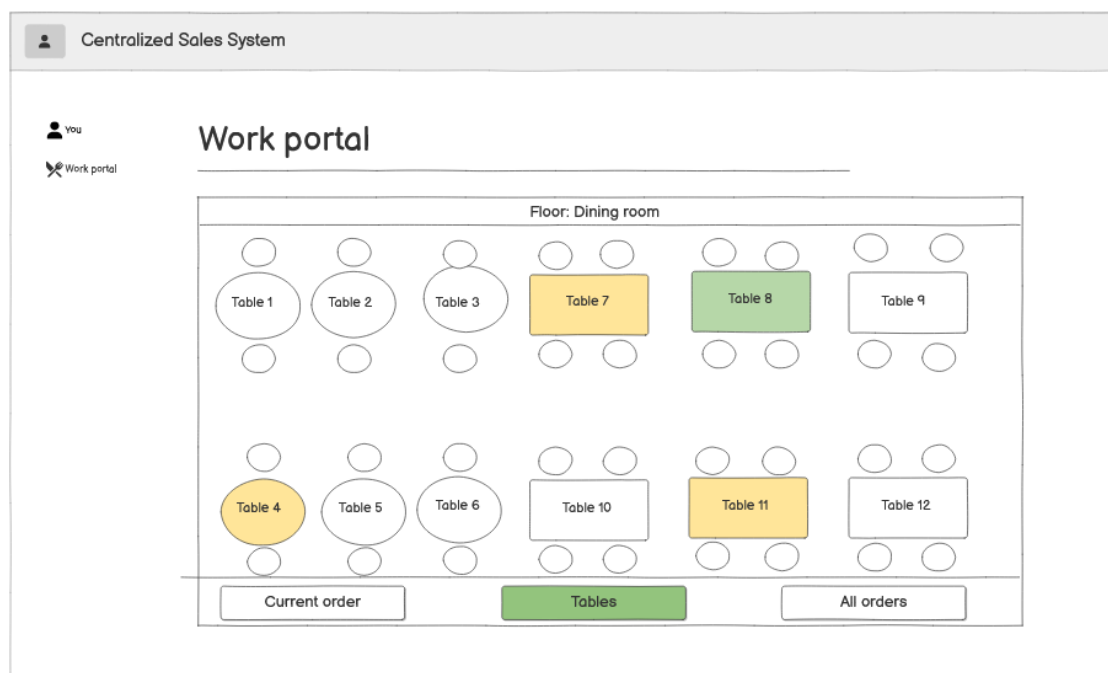 Centralized Sales System
You
Work portal
Work portal
Floor: Dining room
Table 1
Table 2
Table 3
Table 7
Table 8
Table 9
Table 4
Table 5
Table 6
Table 10
Table 11
Table 12
Current order
Tables
All orders